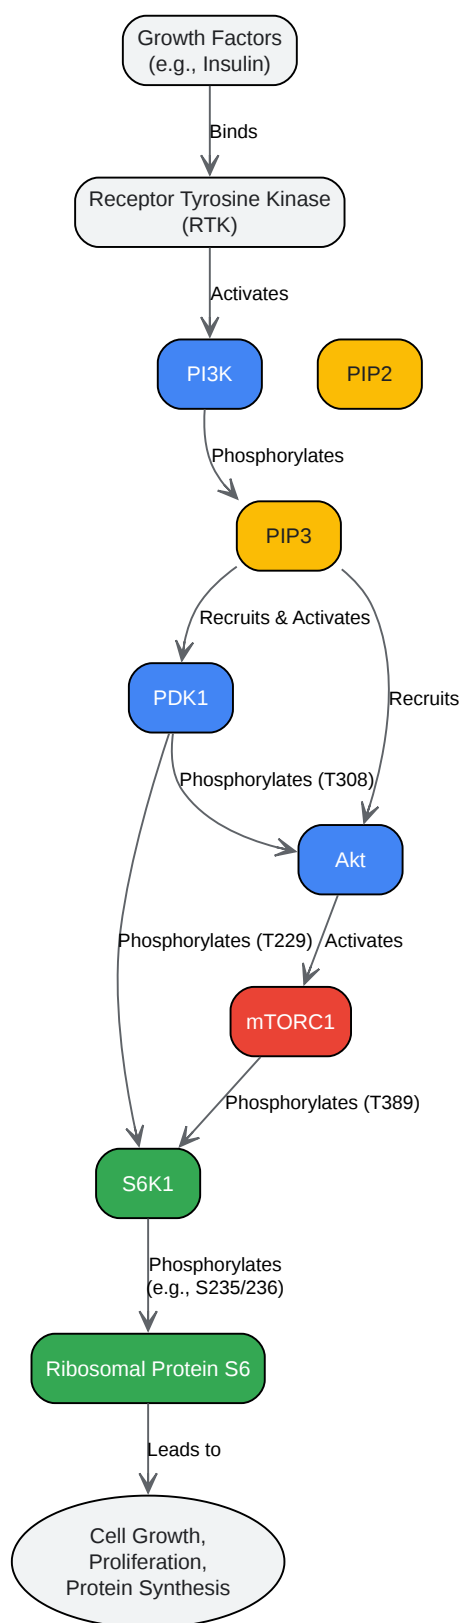 Growth Factors
(e.g., Insulin)
Binds
Receptor Tyrosine Kinase
(RTK)
Activates
PI3K
PIP2
Phosphorylates
PIP3
Recruits & Activates
PDK1
Recruits
Phosphorylates (T308)
Akt
Phosphorylates (T229)
Activates
mTORC1
Phosphorylates (T389)
S6K1
Phosphorylates
(e.g., S235/236)
Ribosomal Protein S6
Leads to
Cell Growth,
Proliferation,
Protein Synthesis